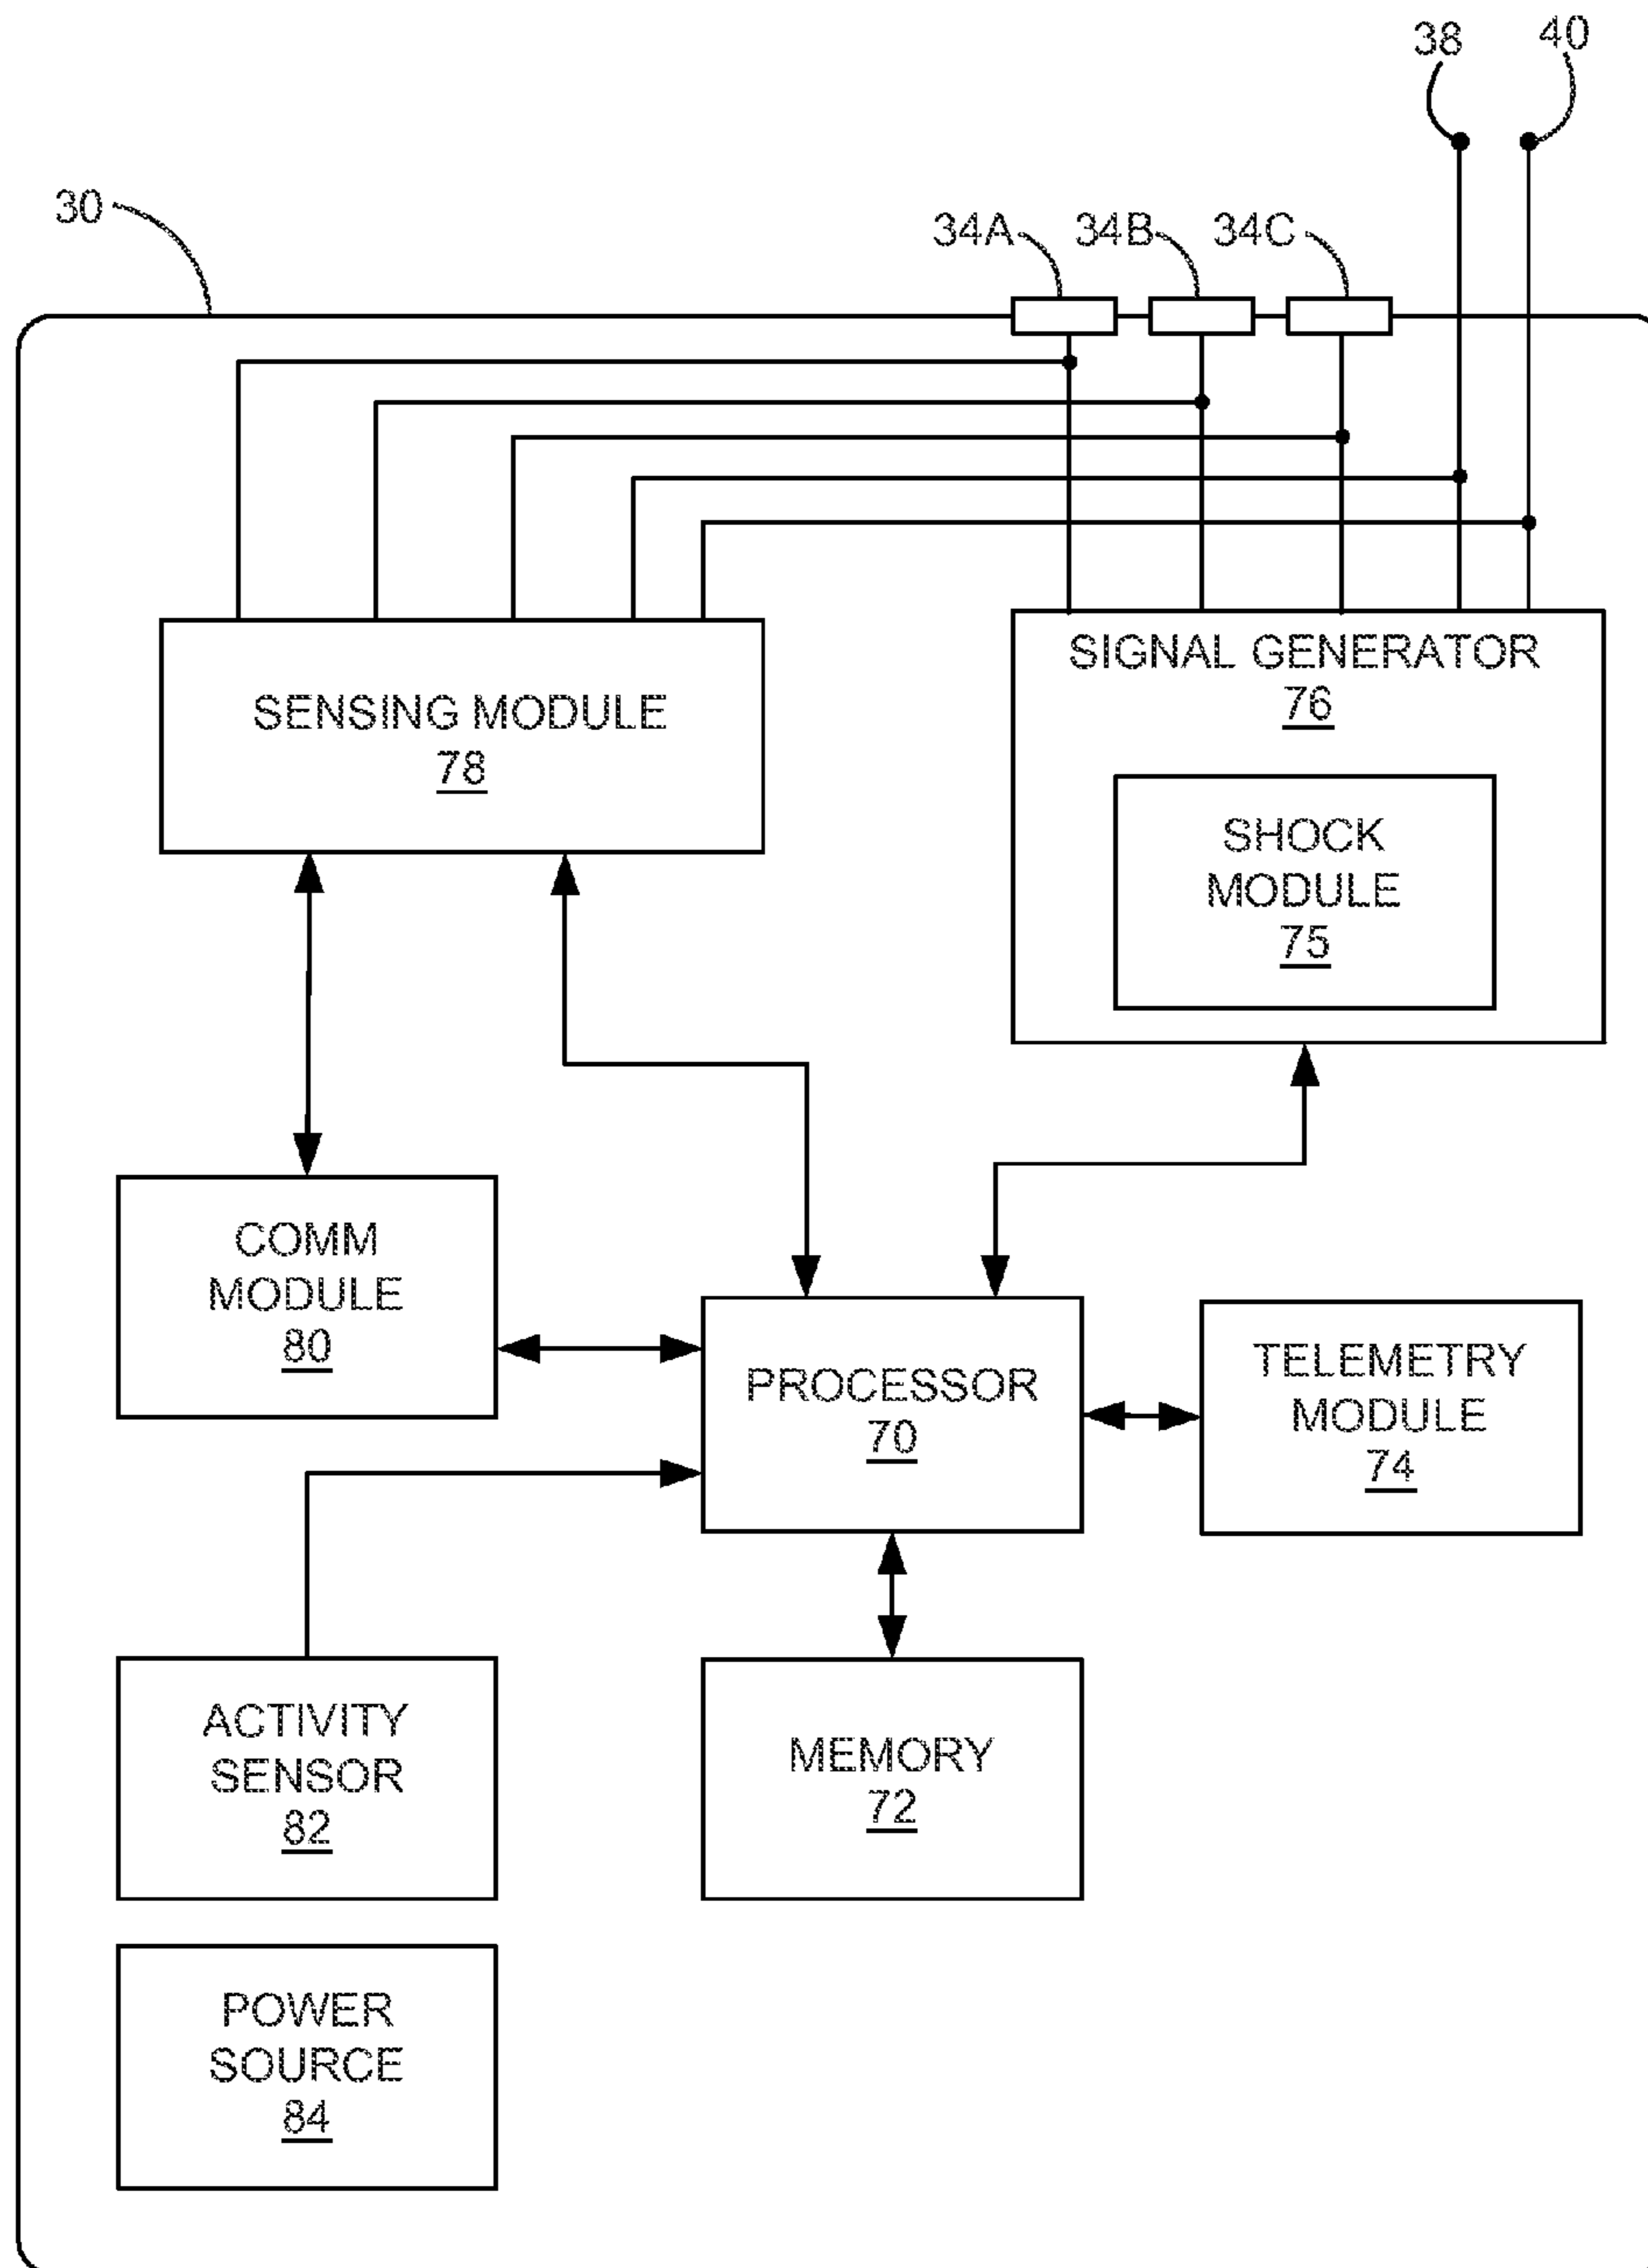 38
40
30
34A
34B
34C
SENSING MODULE
78
SIGNAL GENERATOR
76
SHOCK
MODULE
75
COMM
MODULE
80
PROCESSOR
70
TELEMETRY
MODULE
74
ACTIVITY
SENSOR
82
MEMORY
72
POWER
SOURCE
84